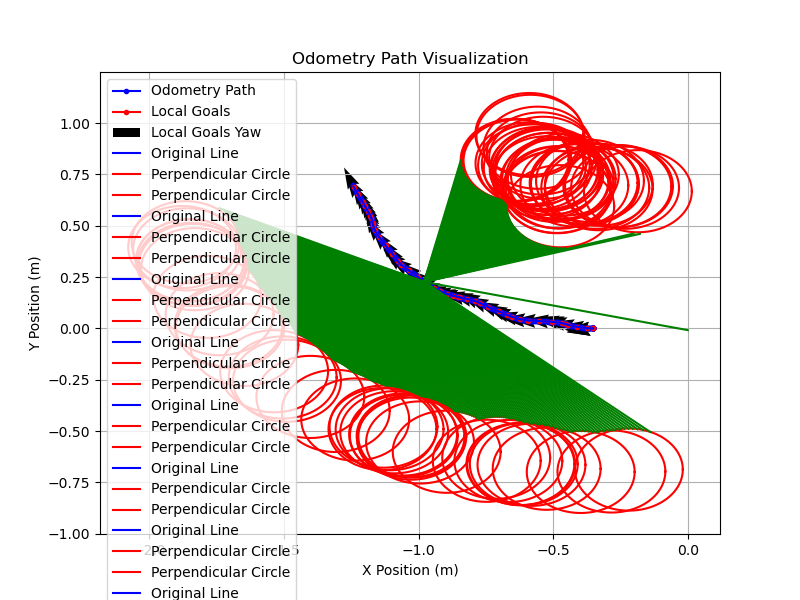 Odometry Path Visualization
Odometry Path
Local Goals
Local Goals Yaw
Original Line
Perpendicular Circle
Perpendicular Circle
Original Line
Perpendicular Circle
Perpendicular Circle
Original Line
Perpendicular Circle
Perpendicular Circle
Original Line
Perpendicular Circle
Perpendicular Circle
Original Line
Perpendicular Circle
Perpendicular Circle
Original Line
Perpendicular Circle
Perpendicular Circle
Original Line
Perpendicular Circle
Perpendicular Circle
Original Line
Y Position (m)
1.00
0.75
0.50
0.25
0.00
−0.25
−0.50
−0.75
−1.00
−1.0
−0.5
0.0
X Position (m)